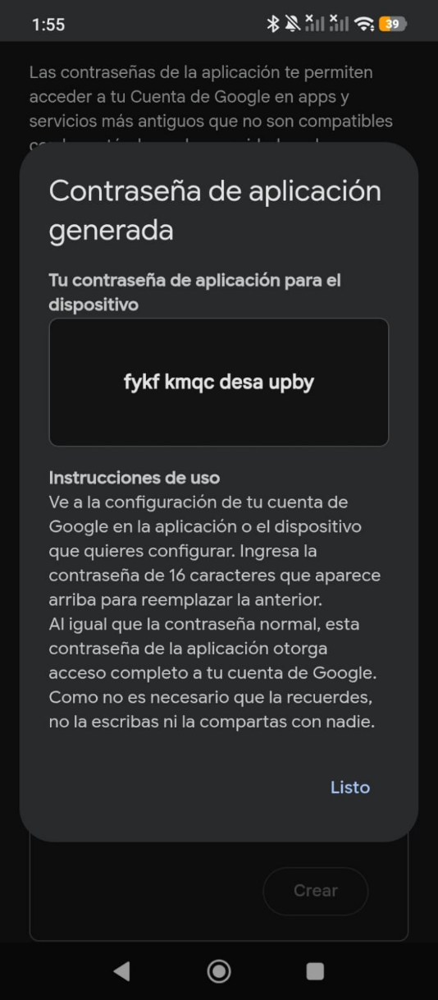 1:55
39
Las contraseñas de la aplicación te permiten
acceder a tu Cuenta de Google en apps y
servicios más antiguos que no son compatibles
Contraseña de aplicación
generada
Tu contraseña de aplicación para el
dispositivo
fykf kmqc desa upby
Instrucciones de uso
Ve a la configuración de tu cuenta de
Google en la aplicación o el dispositivo
que quieres configurar. Ingresa la
contraseña de 16 caracteres que aparece
arriba para reemplazar la anterior.
Al igual que la contraseña normal, esta
contraseña de la aplicación otorga
acceso completo a tu cuenta de Google.
Como no es necesario que la recuerdes,
no la escribas ni la compartas con nadie.
Listo
Crear